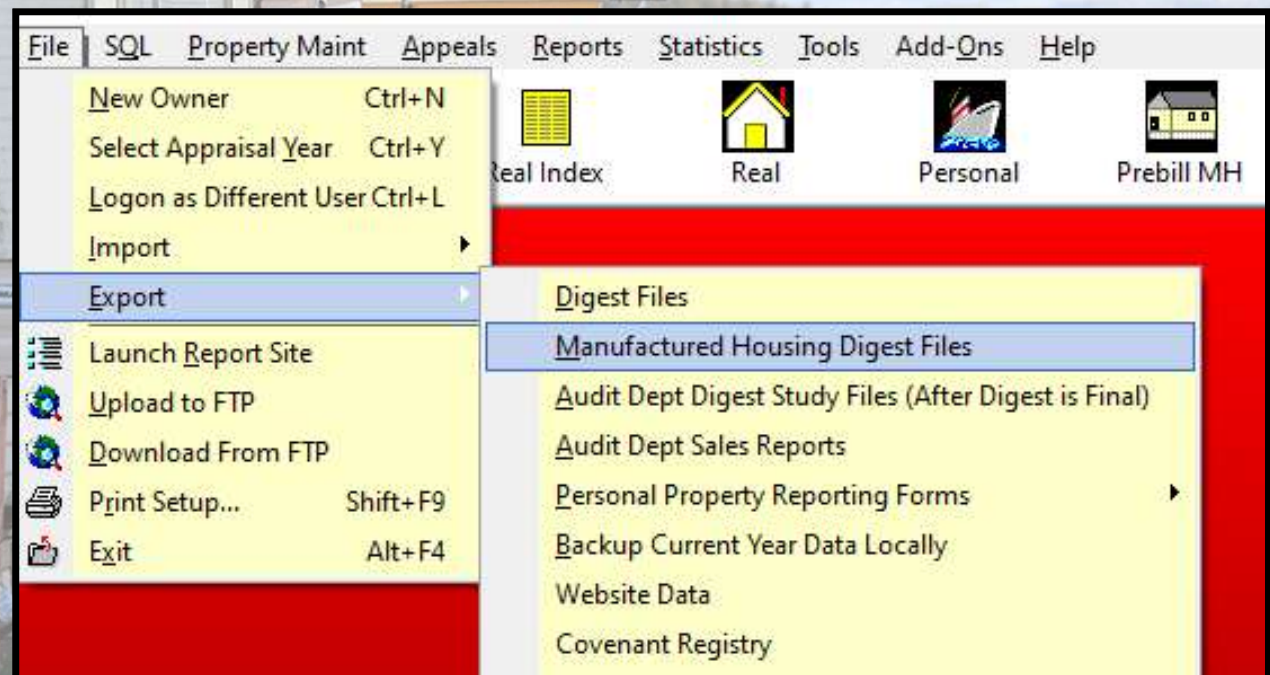 File SQL Property Maint Appeals Reports Statistics Tools Add-Ons Help
New Owner Ctrl+N
Select Appraisal Year Ctrl+Y
Logon as Different User Ctrl+L
Import
Export
Launch Report Site
Upload to FTP
Download From FTP
Print Setup... Shift+F9
Exit Alt+F4
Real Index Real Personal Prebill MH
Digest Files
Manufactured Housing Digest Files
Audit Dept Digest Study Files (After Digest is Final)
Audit Dept Sales Reports
Personal Property Reporting Forms
Backup Current Year Data Locally
Website Data
Covenant Registry